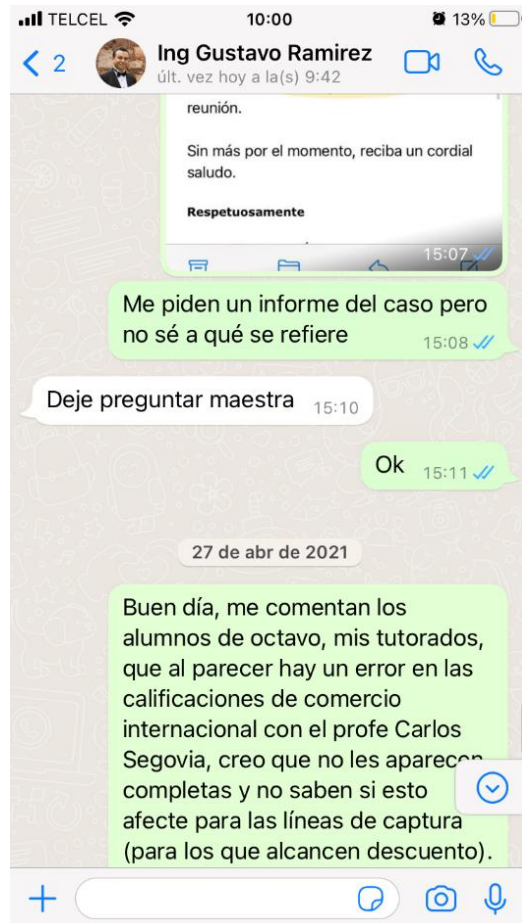 TELCEL 10:00 13%
2 Ing Gustavo Ramirez
últ. vez hoy a la(s) 9:42
reunión.
Sin más por el momento, reciba un cordial
saludo.
Respetuosamente
15:07
Me piden un informe del caso pero
no sé a qué se refiere 15:08
Deje preguntar maestra 15:10
Ok 15:11
27 de abr de 2021
Buen día, me comentan los
alumnos de octavo, mis tutorados,
que al parecer hay un error en las
calificaciones de comercio
internacional con el profe Carlos
Segovia, creo que no les aparecen
completas y no saben si esto
afecte para las líneas de captura
(para los que alcancen descuento).